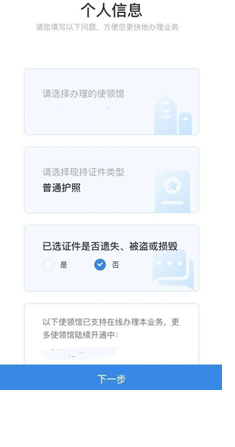 个人信息
请您填写以下问题，方便您更快地办理业务
请选择办理的使领馆
请选择现持证件类型
普通护照
已选证件是否遗失、被盗或损毁
是 否
以下使领馆已支持在线办理本业务，更
多使领馆陆续开通中：
下一步